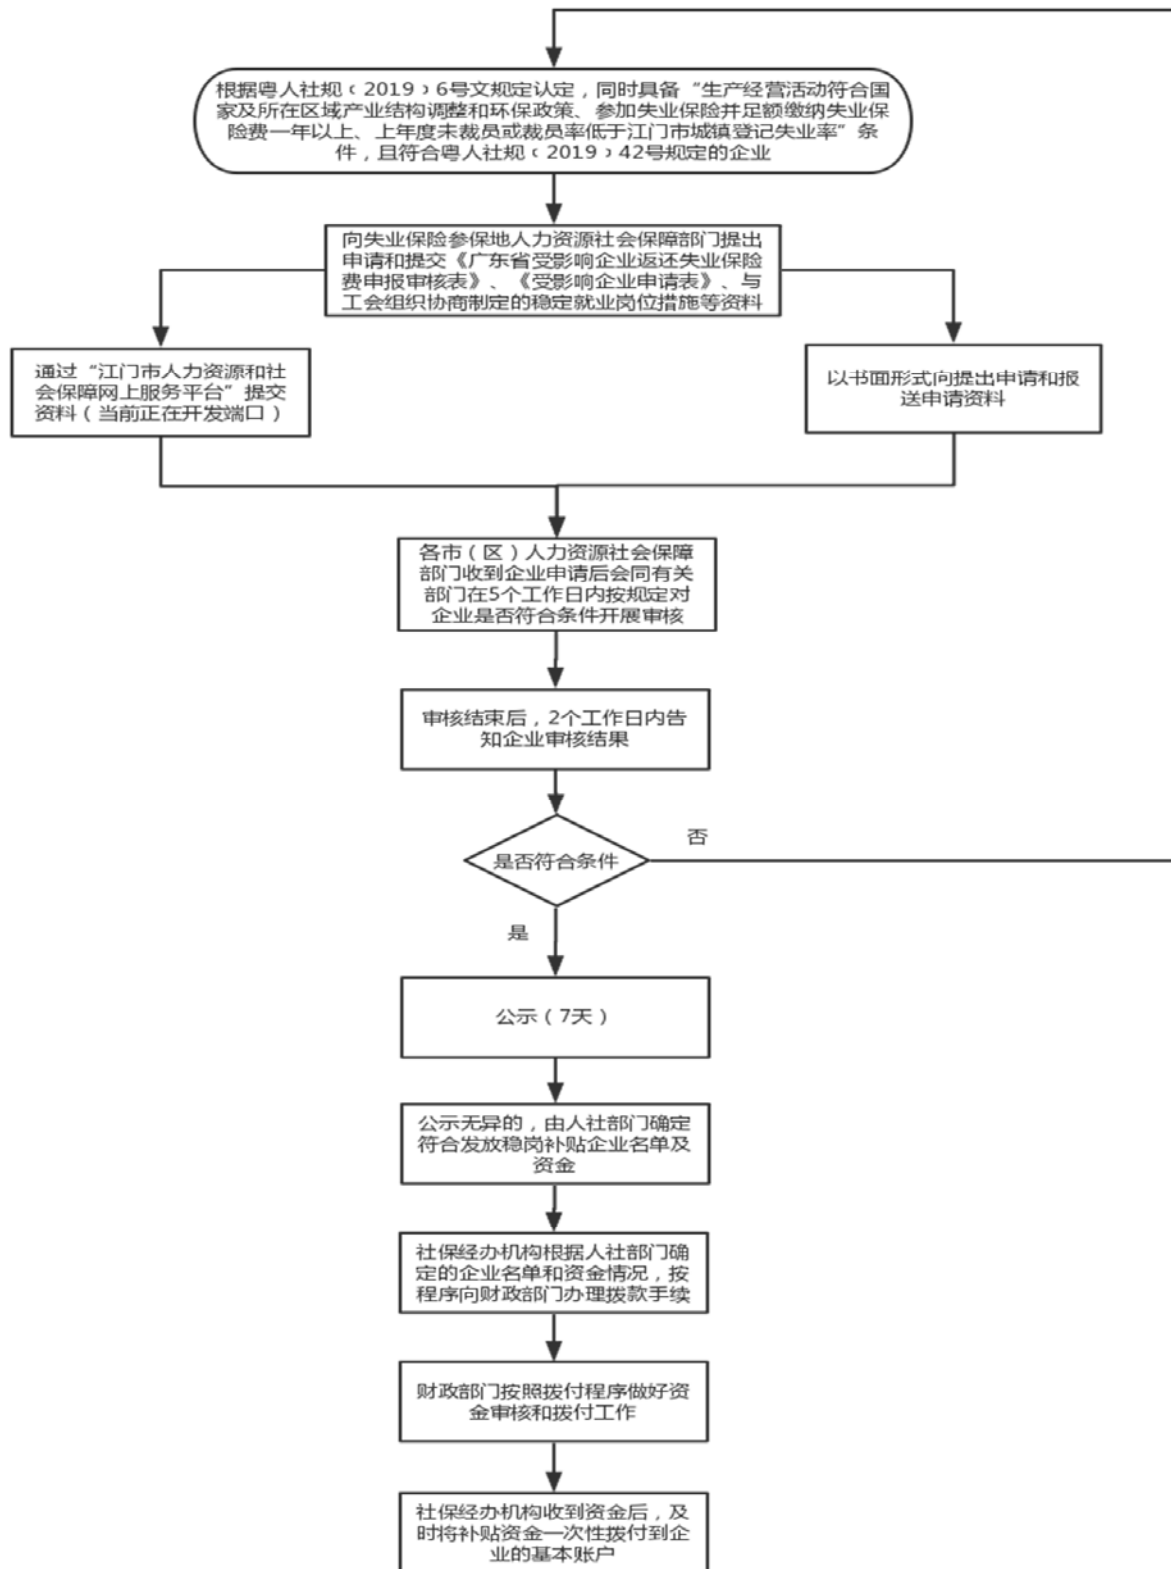 根据粤人社规﹝2019﹞6号文规定认定，同时具备“生产经营活动符合国
家及所在区域产业结构调整和环保政策、参加失业保险并足额缴纳失业保
险费一年以上、上年度未裁员或裁员率低于江门市城镇登记失业率”条
件，且符合粤人社规﹝2019﹞42号规定的企业
向失业保险参保地人力资源社会保障部门提出
申请和提交《广东省受影响企业返还失业保险
费申报审核表》、《受影响企业申请表》、与
工会组织协商制定的稳定就业岗位措施等资料
通过“江门市人力资源和社
会保障网上服务平台”提交
资料（当前正在开发端口）
以书面形式向提出申请和报
送申请资料
各市（区）人力资源社会保障
部门收到企业申请后会同有关
部门在5个工作日内按规定对
企业是否符合条件开展审核
审核结束后，2个工作日内告
知企业审核结果
是否符合条件
否
是
公示（7天）
公示无异的，由人社部门确定
符合发放稳岗补贴企业名单及
资金
社保经办机构根据人社部门确
定的企业名单和资金情况，按
程序向财政部门办理拨款手续
财政部门按照拨付程序做好资
金审核和拨付工作
社保经办机构收到资金后，及
时将补贴资金一次性拨付到企
业的基本账户